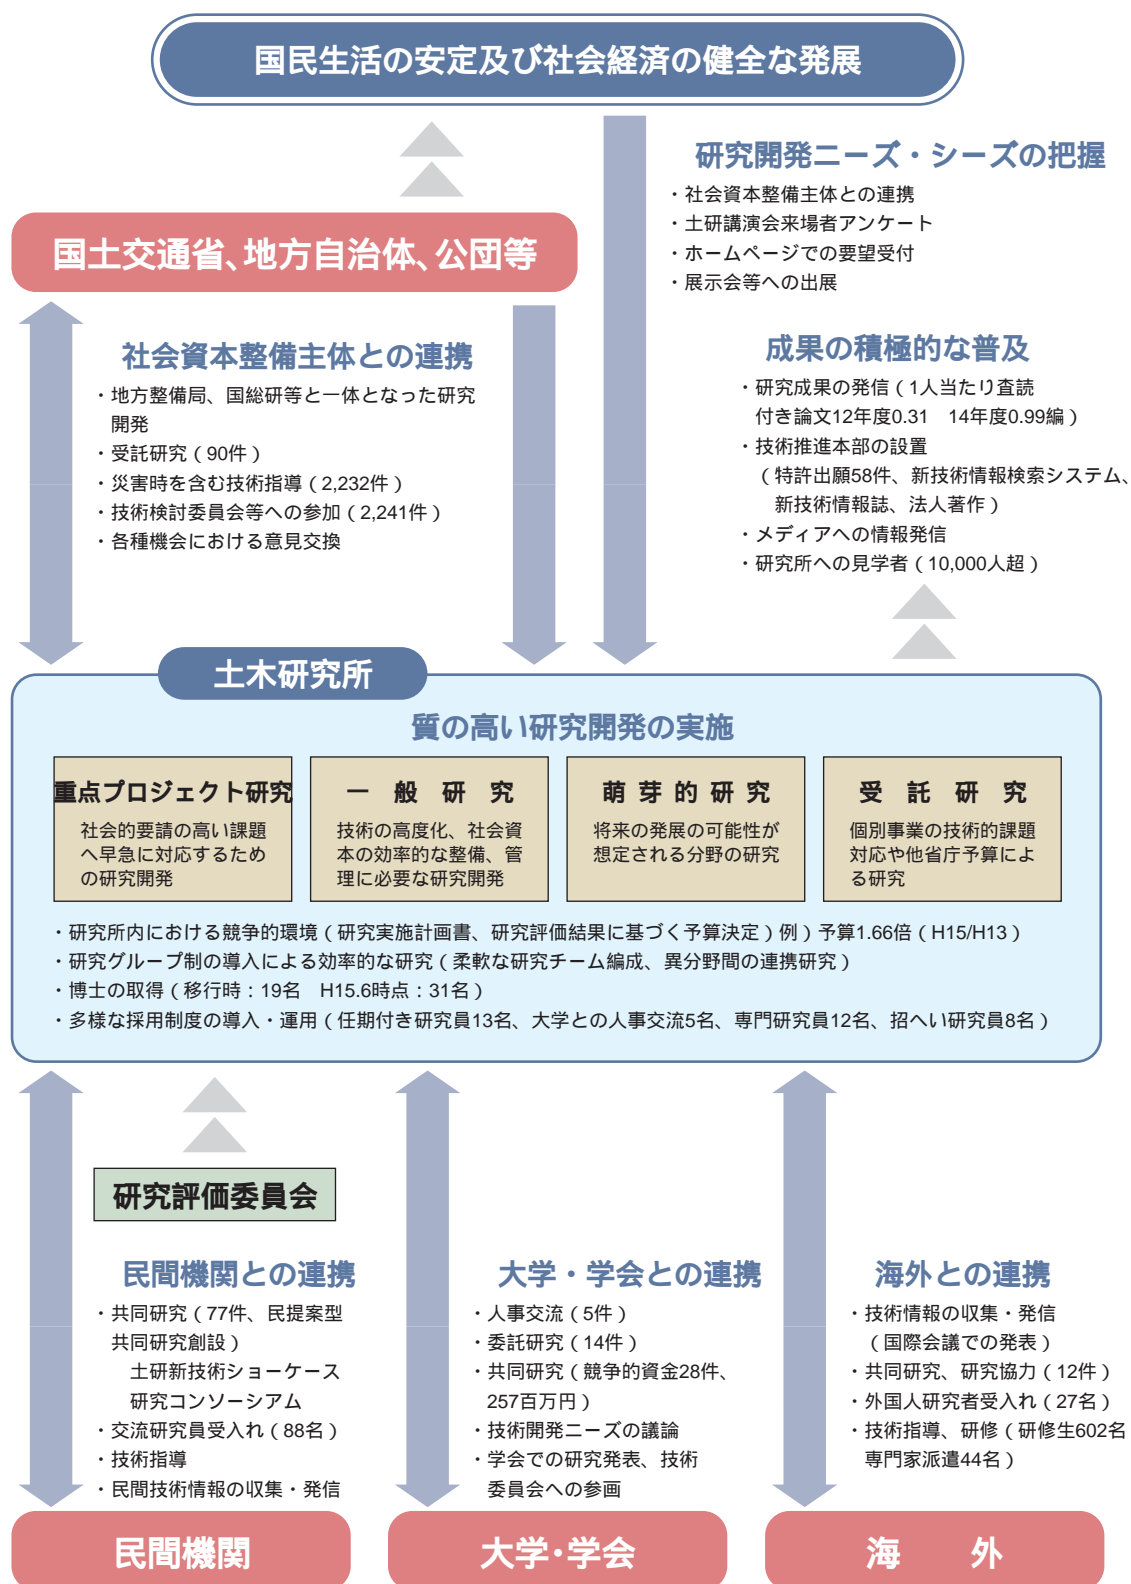 国民生活の安定及び社会経済の健全な発展
研究開発ニーズ・シーズの把握
・社会資本整備主体との連携
・土研講演会来場者アンケート
・ホームページでの要望受付
・展示会等への出展
国土交通省、地方自治体、公団等
社会資本整備主体との連携
・地方整備局、国総研等と一体となった研究
開発
・受託研究(90件)
・災害時を含む技術指導(2,232件)
・技術検討委員会等への参加(2,241件)
・各種機会における意見交換
成果の積極的な普及
・研究成果の発信(1人当たり査読
付き論文12年度0.31 14年度0.99編)
・技術推進本部の設置
(特許出願58件、新技術情報検索システム、
新技術情報誌、法人著作)
・メディアへの情報発信
・研究所への見学者(10,000人超)
土木研究所
質の高い研究開発の実施
重点プロジェクト研究
社会的要請の高い課題
へ早急に対応するため
の研究開発
一 般 研 究
技術の高度化、社会資
本の効率的な整備、管
理に必要な研究開発
萌 芽 的 研 究
将来の発展の可能性が
想定される分野の研究
受 託 研 究
個別事業の技術的課題
対応や他省庁予算によ
る研究
・研究所内における競争的環境(研究実施計画書、研究評価結果に基づく予算決定)例)予算1.66倍(H15/H13)
・研究グループ制の導入による効率的な研究(柔軟な研究チーム編成、異分野間の連携研究)
・博士の取得(移行時:19名 H15.6時点:31名)
・多様な採用制度の導入・運用(任期付き研究員13名、大学との人事交流5名、専門研究員12名、招へい研究員8名)
研究評価委員会
民間機関との連携
・共同研究(77件、民提案型
共同研究創設)
土研新技術ショーケース
研究コンソーシアム
・交流研究員受入れ(88名)
・技術指導
・民間技術情報の収集・発信
大学・学会との連携
・人事交流(5件)
・委託研究(14件)
・共同研究(競争的資金28件、
257百万円)
・技術開発ニーズの議論
・学会での研究発表、技術
委員会への参画
海外との連携
・技術情報の収集・発信
(国際会議での発表)
・共同研究、研究協力(12件)
・外国人研究者受入れ(27名)
・技術指導、研修(研修生602名
専門家派遣44名)
民間機関
大学・学会
海 外